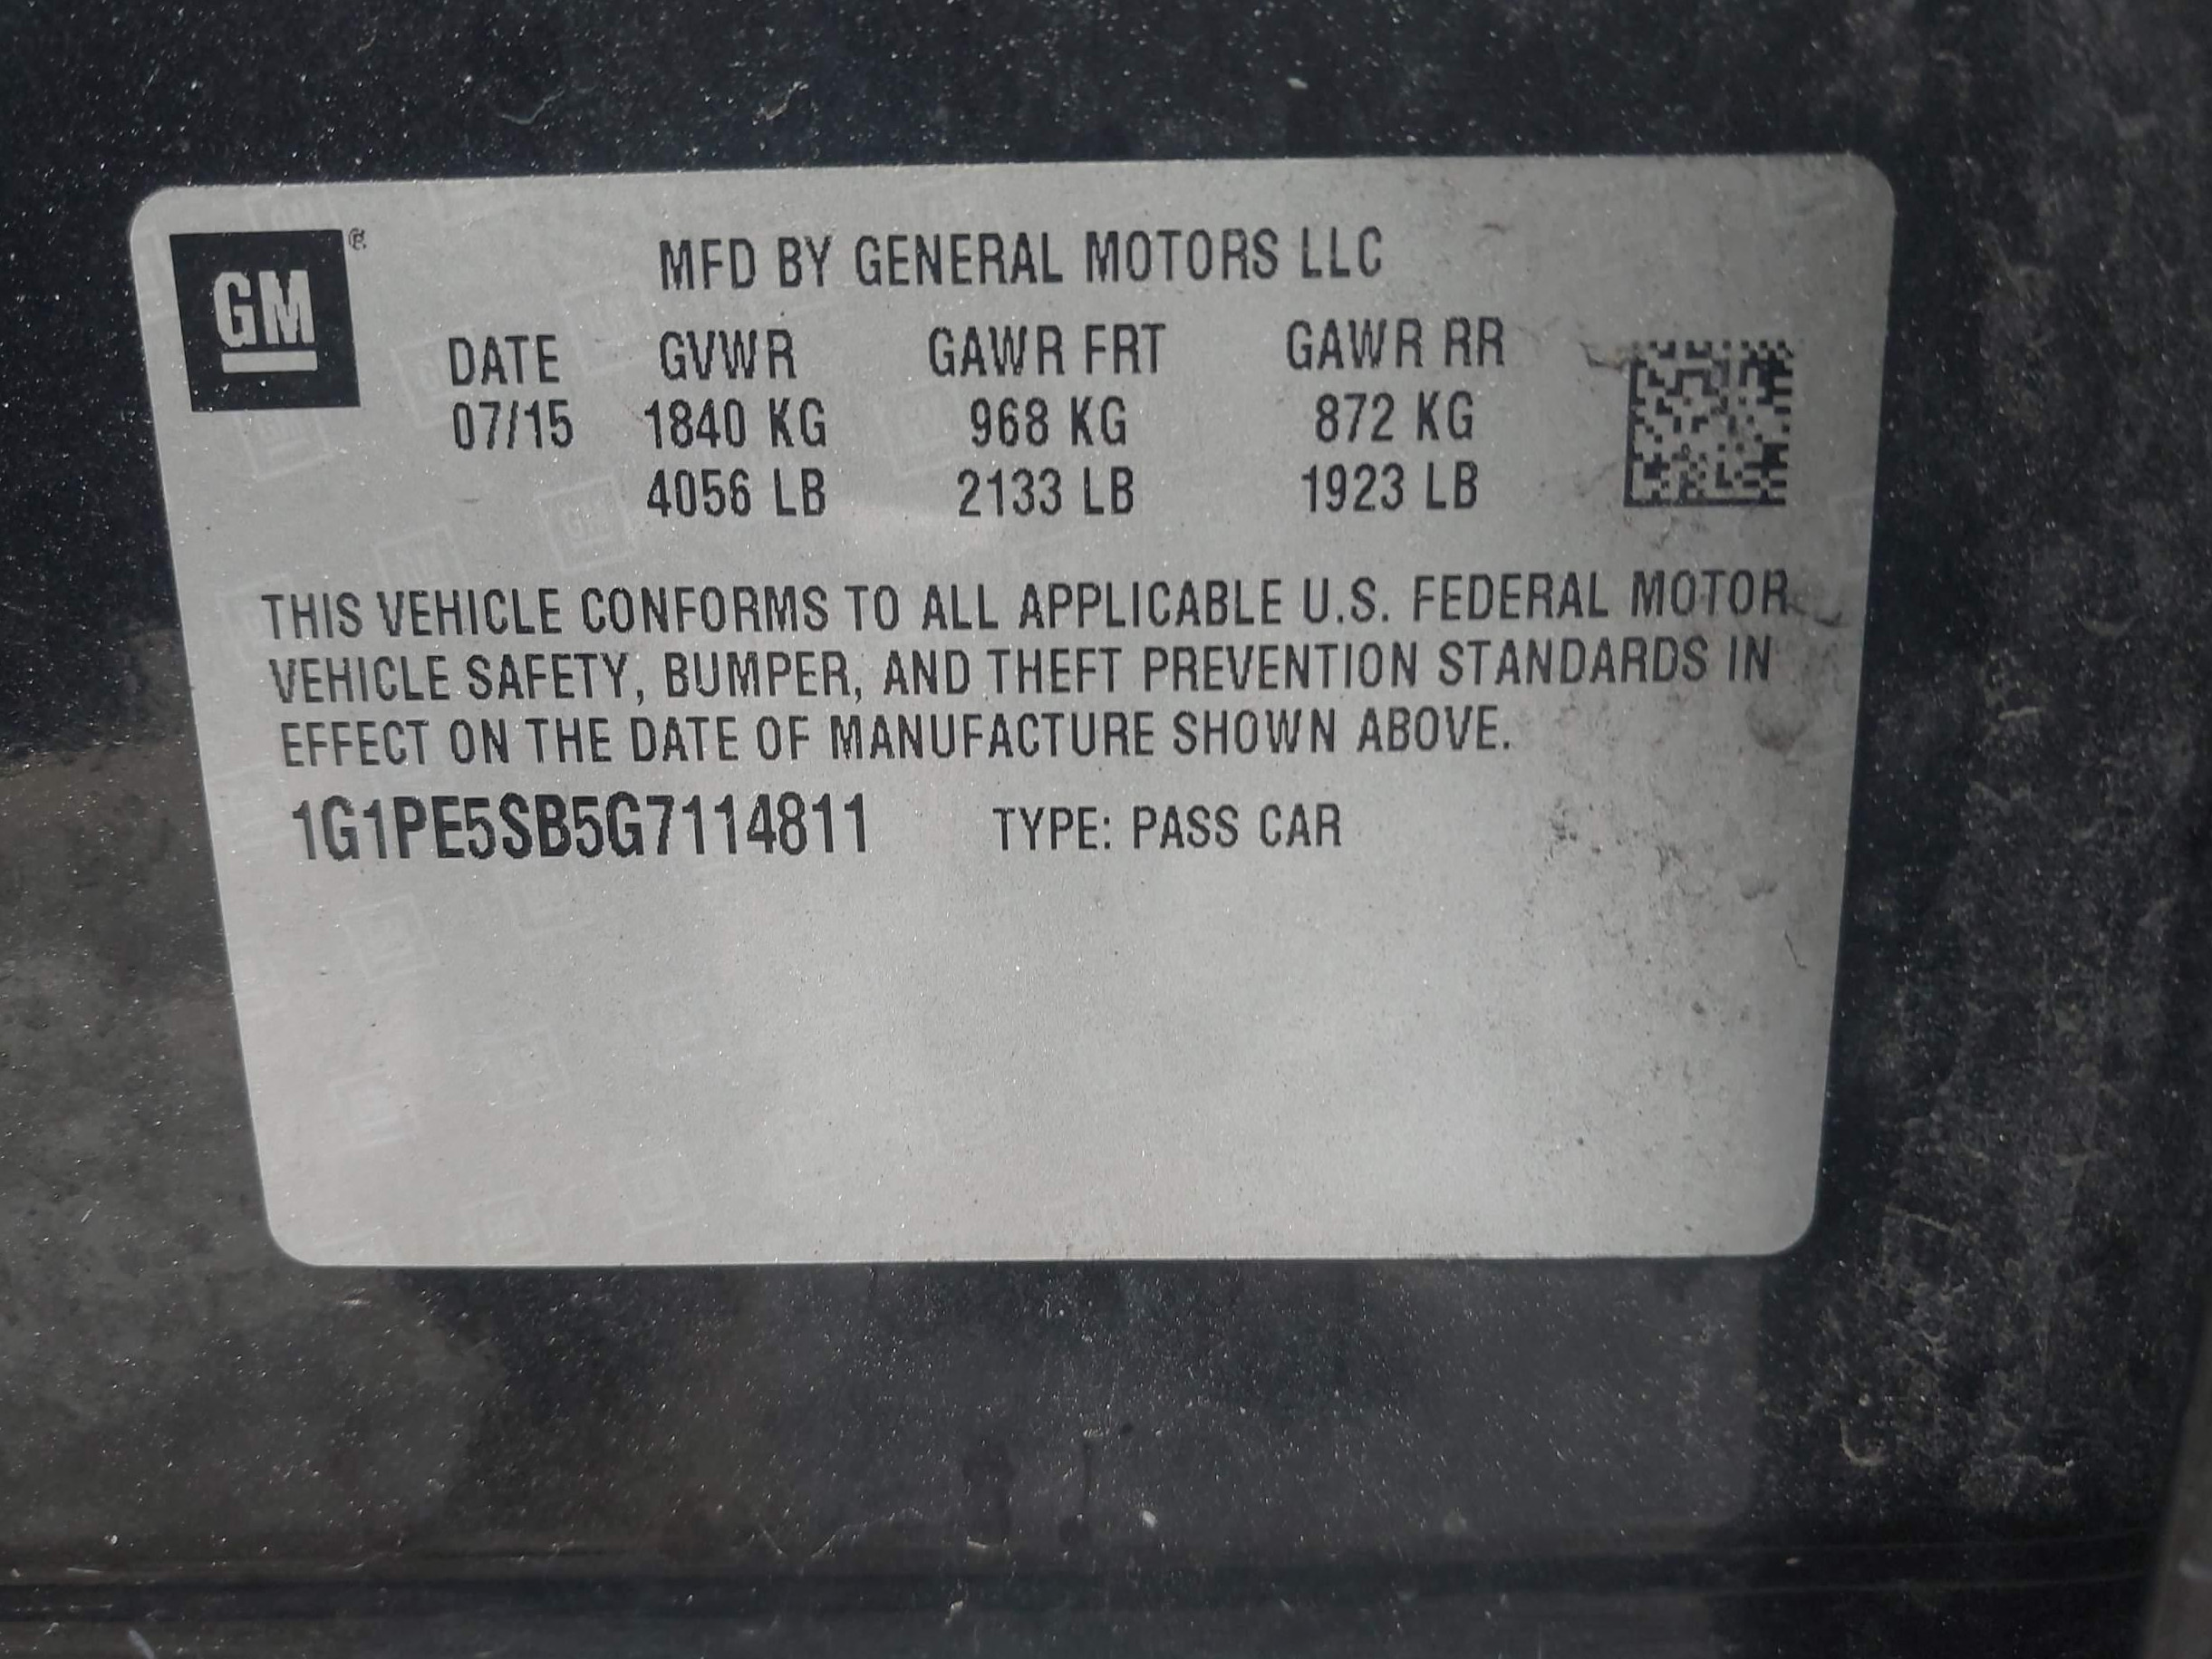 GM ®
MFD BY GENERAL MOTORS LLC
DATE GVWR GAWR FRT GAWR RR
07/15 1840 KG 968 KG 872 KG
4056 LB 2133 LB 1923 LB
THIS VEHICLE CONFORMS TO ALL APPLICABLE U.S. FEDERAL MOTOR
VEHICLE SAFETY, BUMPER, AND THEFT PREVENTION STANDARDS IN
EFFECT ON THE DATE OF MANUFACTURE SHOWN ABOVE.
1G1PE5SB5G7114811 TYPE: PASS CAR